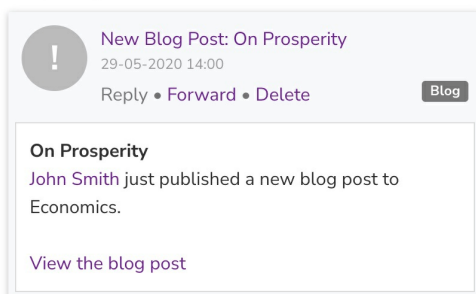 !
New Blog Post: On Prosperity
29-05-2020 14:00
Reply • Forward • Delete
Blog
On Prosperity
John Smith just published a new blog post to
Economics.
View the blog post